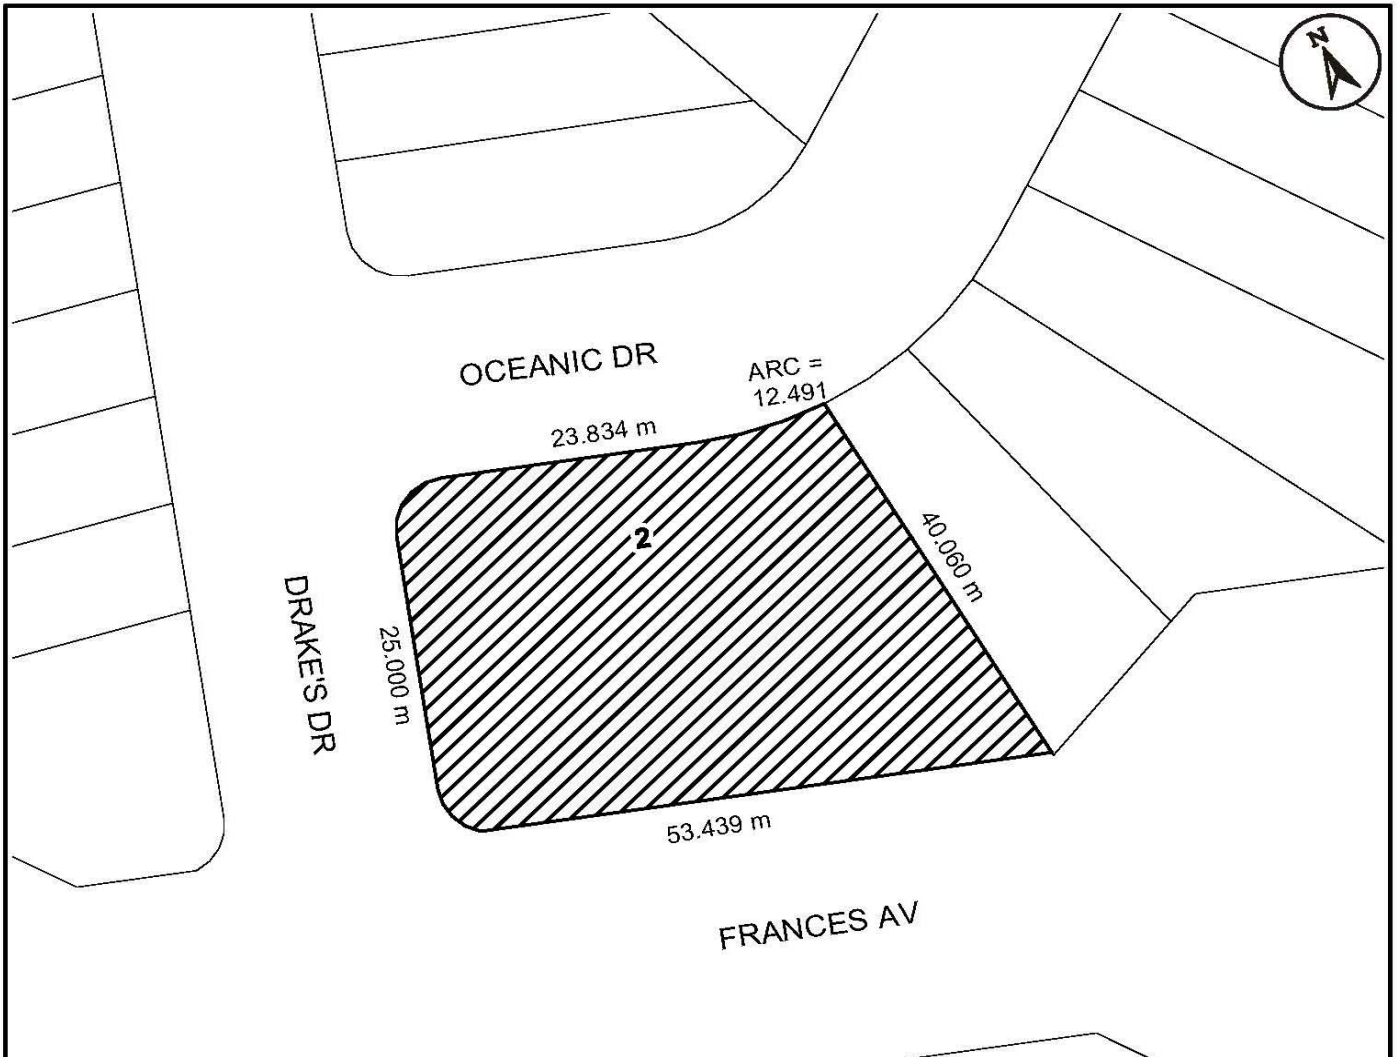 N
OCEANIC DR
ARC =
12.491
23.834 m
2
40.060 m
DRAKE'S DR
25.000 m
53.439 m
FRANCES AV